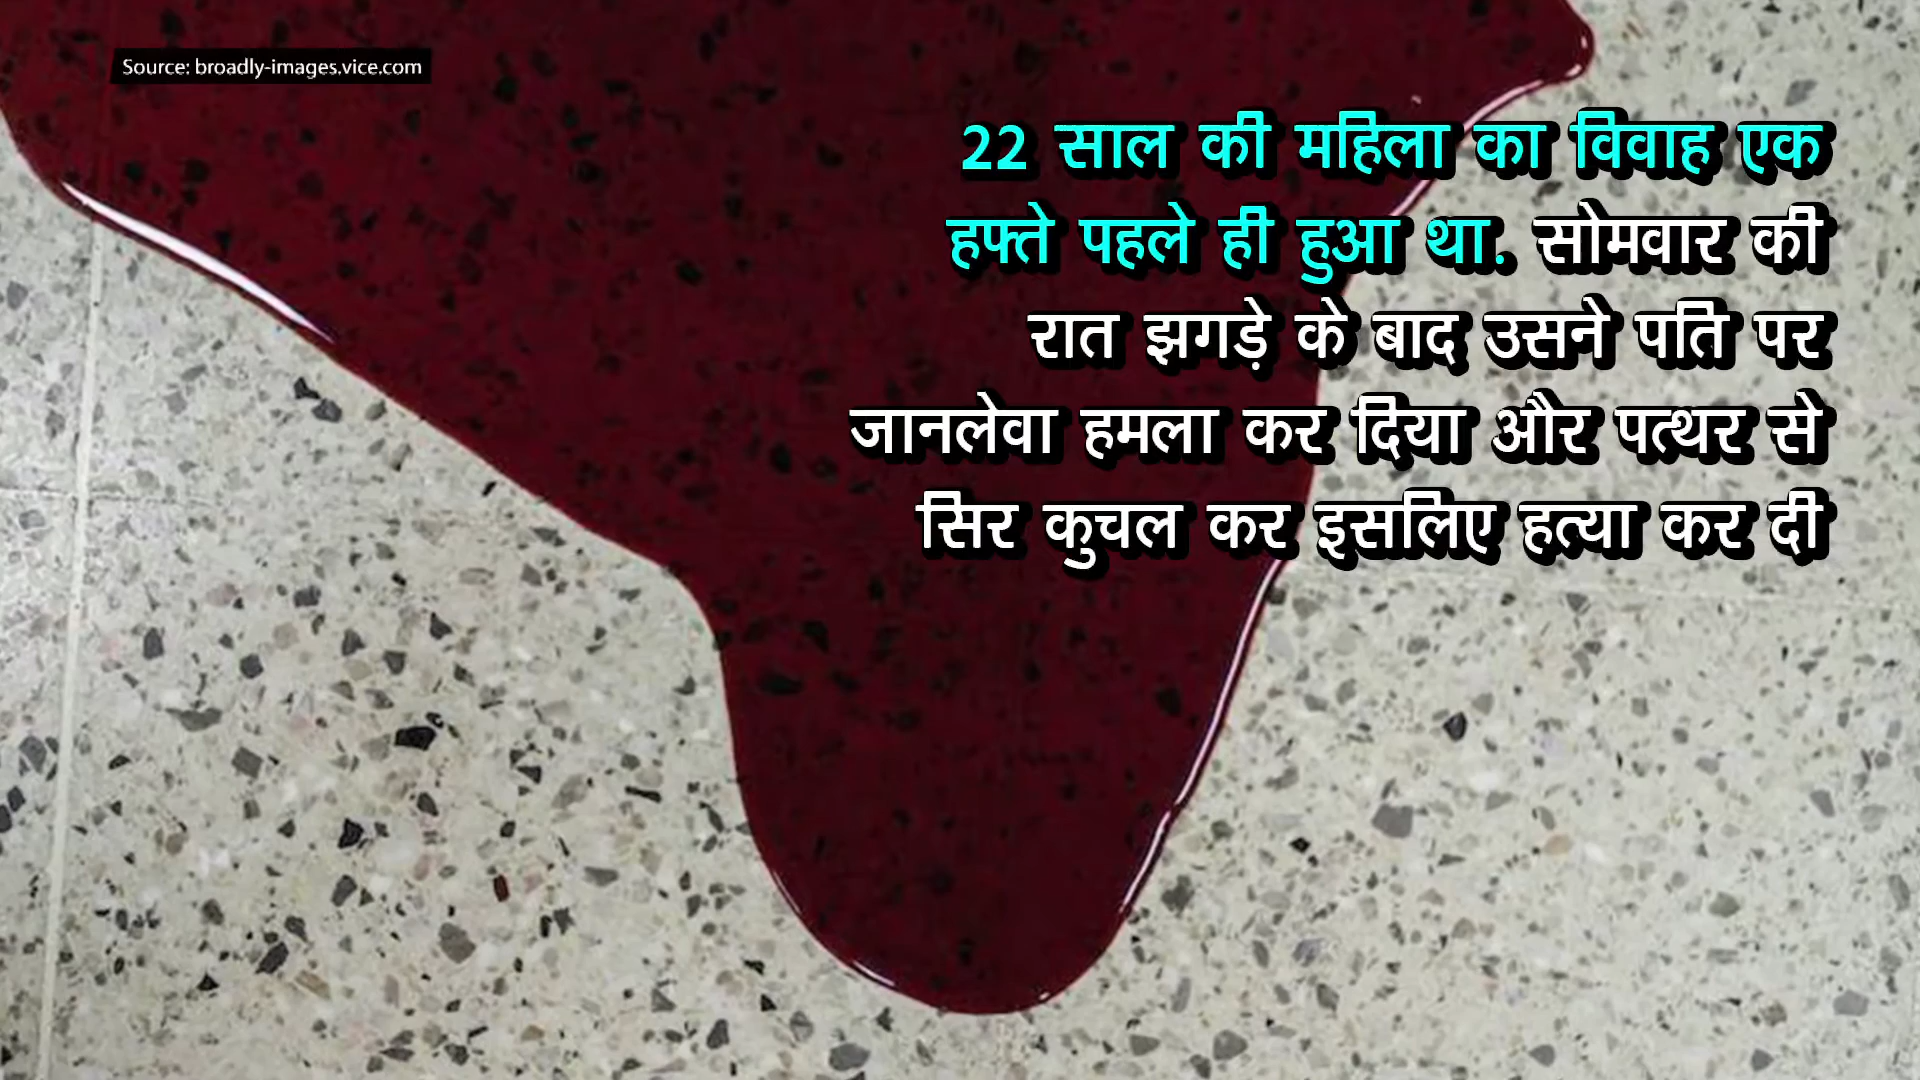 Source: broadly-images.vice.com
22 साल की महिला का विवाह एक
हफ्ते पहले ही हुआ था. सोमवार की
रात झगड़े के बाद उसने पति पर
जानलेवा हमला कर दिया और पत्थर से
सिर कुचल कर इसलिए हत्या कर दी